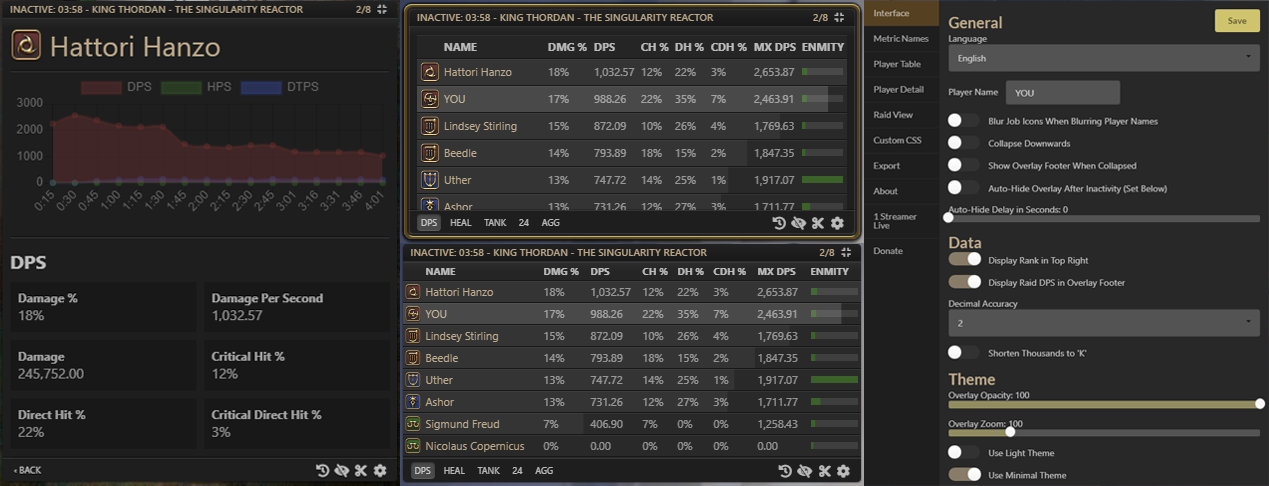 INACTIVE: 03:58 - KING THORDAN - THE SINGULARITY REACTOR 2/8
Hattori Hanzo
DPS HPS DTPS
3000
2000
1000
0
0:15 0:30 0:45 1:00 1:15 1:30 1:45 2:00 2:15 2:30 2:45 3:01 3:16 3:31 3:46 4:01
DPS
Damage % Damage Per Second
18% 1,032.57
Damage Critical Hit %
245,752.00 12%
Direct Hit % Critical Direct Hit %
22% 3%
‹ BACK
INACTIVE: 03:58 - KING THORDAN - THE SINGULARITY REACTOR 2/8
NAME DMG % DPS CH % DH % CDH % MX DPS ENMITY
Hattori Hanzo 18% 1,032.57 12% 22% 3% 2,653.87
YOU 17% 988.26 22% 35% 7% 2,463.91
Lindsey Stirling 15% 872.09 10% 26% 4% 1,769.63
Beedle 14% 793.89 18% 15% 2% 1,847.35
Uther 13% 747.72 14% 25% 1% 1,917.07
Ashor 13% 731.26 12% 27% 3% 1,711.77
DPS HEAL TANK 24 AGG
INACTIVE: 03:58 - KING THORDAN - THE SINGULARITY REACTOR 2/8
NAME DMG % DPS CH % DH % CDH % MX DPS ENMITY
Hattori Hanzo 18% 1,032.57 12% 22% 3% 2,653.87
YOU 17% 988.26 22% 35% 7% 2,463.91
Lindsey Stirling 15% 872.09 10% 26% 4% 1,769.63
Beedle 14% 793.89 18% 15% 2% 1,847.35
Uther 13% 747.72 14% 25% 1% 1,917.07
Ashor 13% 731.26 12% 27% 3% 1,711.77
Sigmund Freud 7% 406.90 7% 0% 0% 1,258.43
Nicolaus Copernicus 0% 0.00 0% 0% 0% 0.00
DPS HEAL TANK 24 AGG
Interface
Metric Names
Player Table
Player Detail
Raid View
Custom CSS
Export
About
1 Streamer
Live
Donate
General
Save
Language
English
Player Name YOU
Blur Job Icons When Blurring Player Names
Collapse Downwards
Show Overlay Footer When Collapsed
Auto-Hide Overlay After Inactivity (Set Below)
Auto-Hide Delay in Seconds: 0
Data
Display Rank in Top Right
Display Raid DPS in Overlay Footer
Decimal Accuracy
2
Shorten Thousands to 'K'
Theme
Overlay Opacity: 100
Overlay Zoom: 100
Use Light Theme
Use Minimal Theme